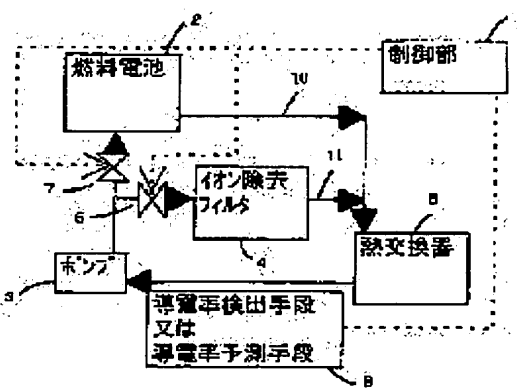 2
燃料電池
制御部
10
7
6
イオン除去
フィルタ
11
4
熱交換器
ポンプ
3
導電率検出手段
又は
導電率予測手段